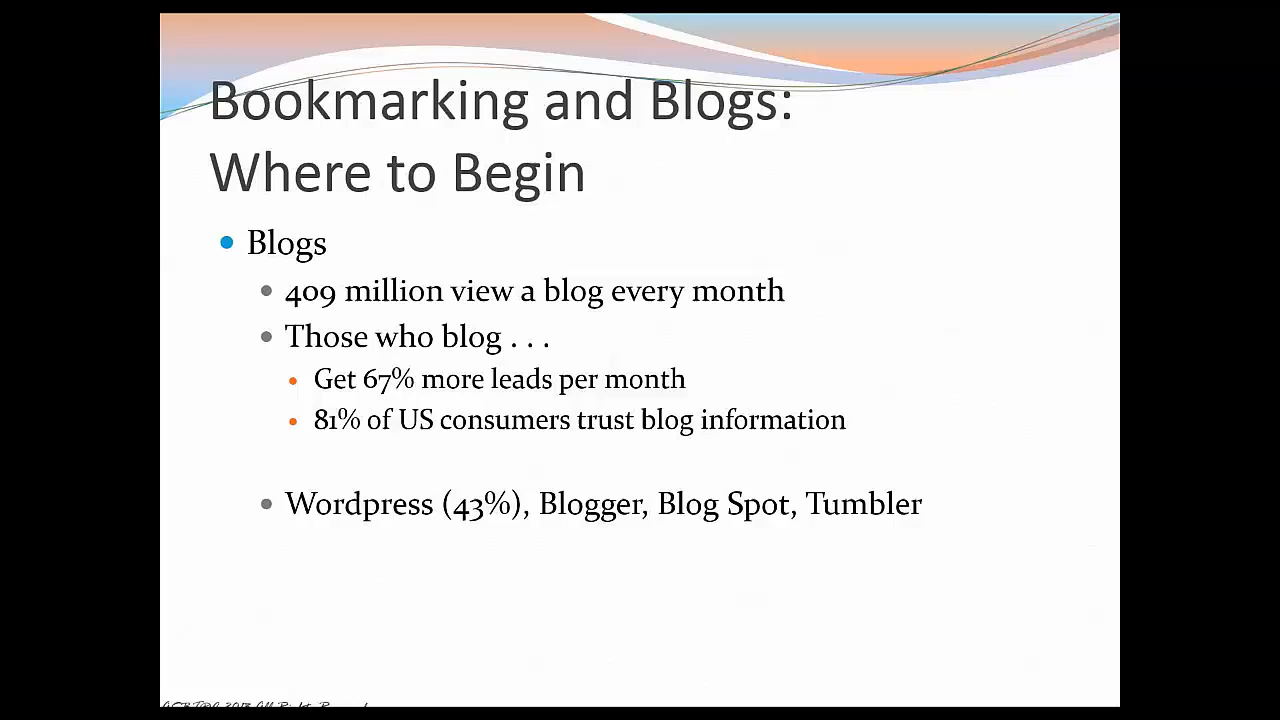 Bookmarking and Blogs:
Where to Begin
Blogs
409 million view a blog every month
Those who blog . . .
Get 67% more leads per month
81% of US consumers trust blog information
Wordpress (43%), Blogger, Blog Spot, Tumbler